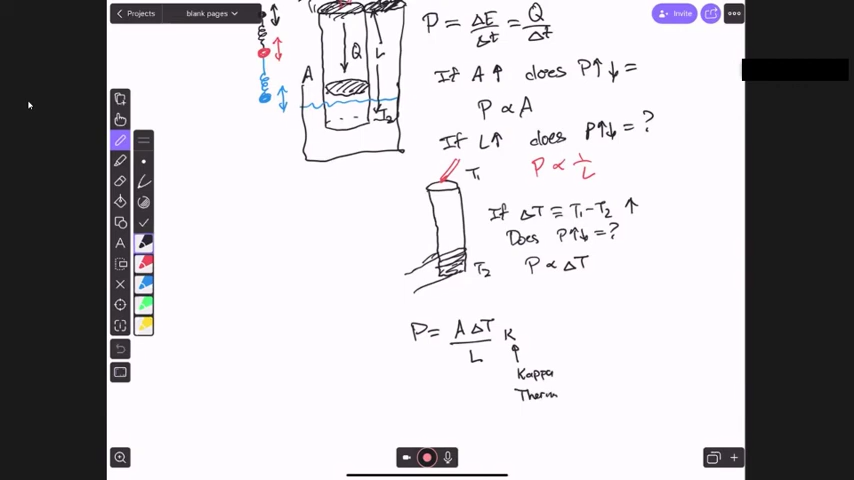 Projects
blank pages
Invite
P = ΔE/Δt = Q/Δt
Q
L
A
If A↑ does P↑↓ =
P ∝ A
T₂
If L↑ does P↑↓ = ?
T₁
P ∝ 1/L
If ΔT ≡ T₁-T₂ ↑
Does P↑↓ = ?
T₂
P ∝ ΔT
P = AΔT/L K
Kappa
Therm
A